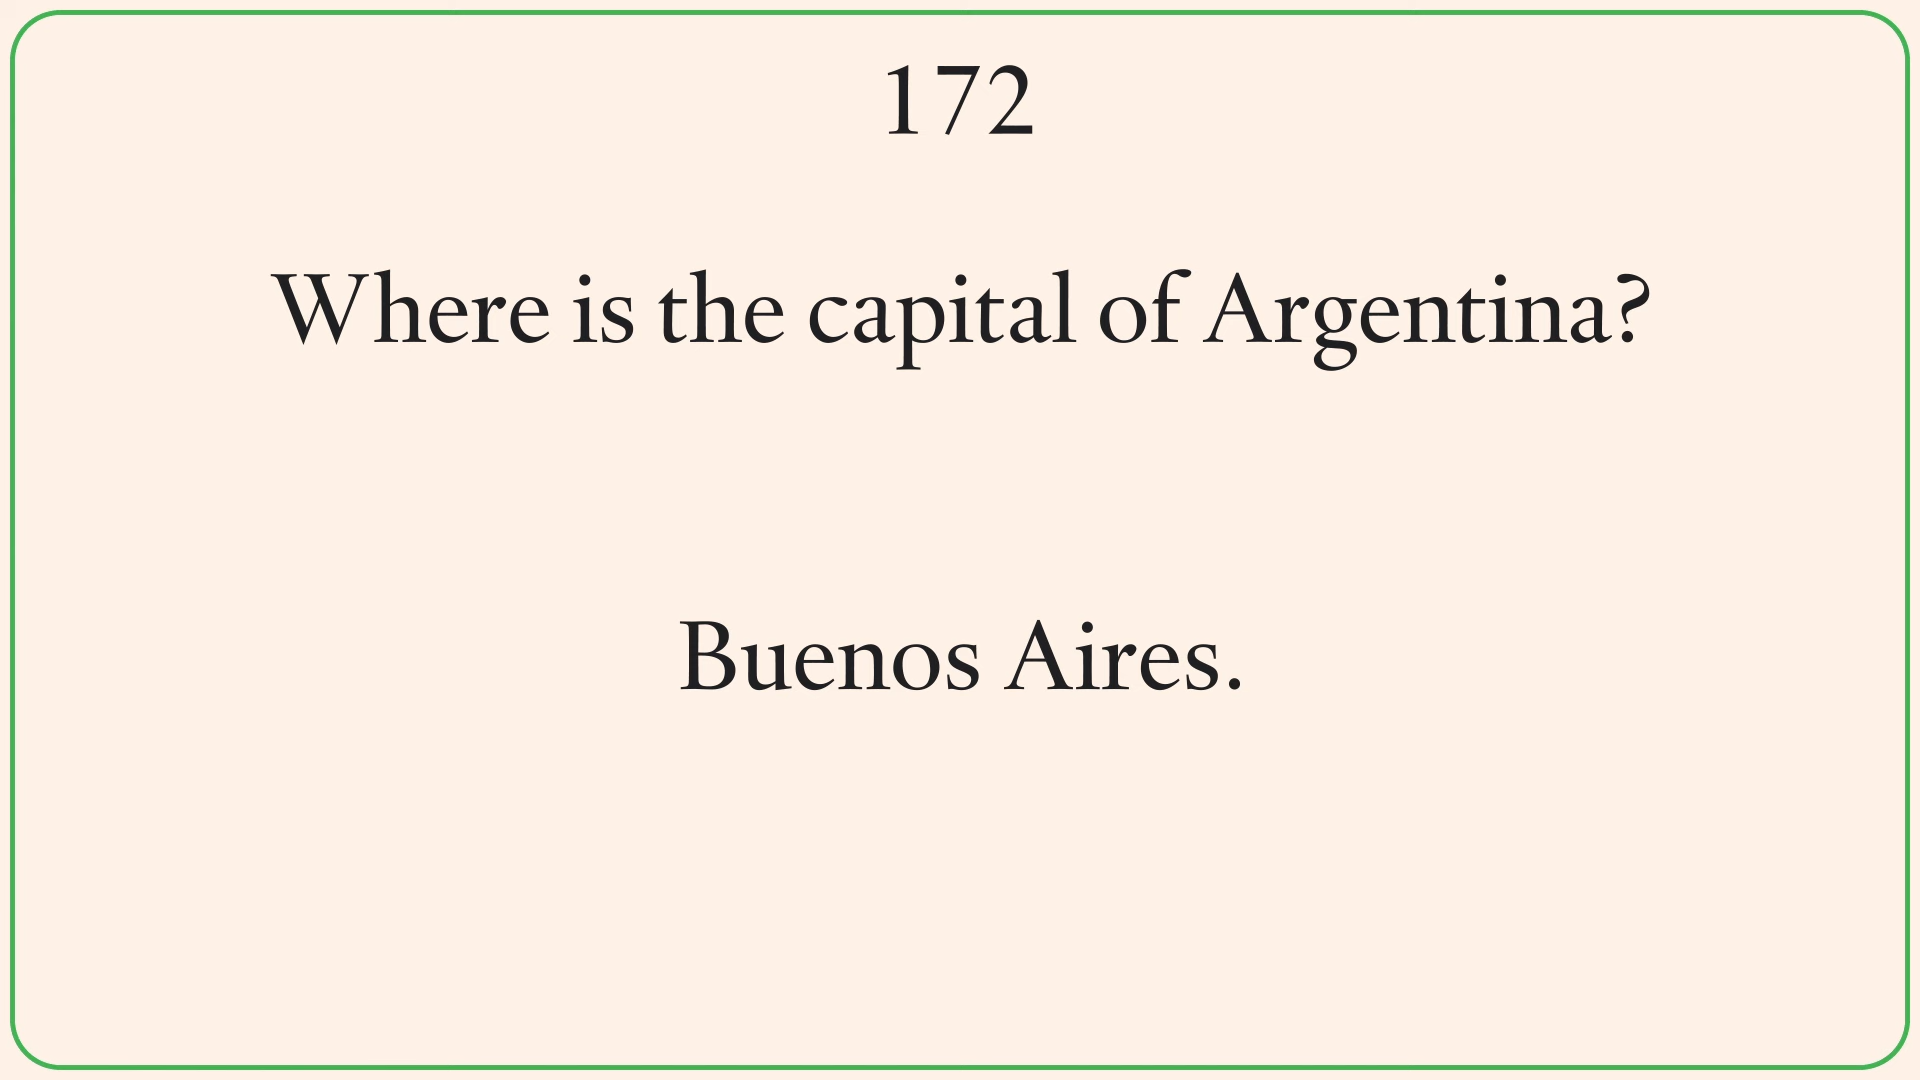 172
Where is the capital of Argentina?
Buenos Aires.